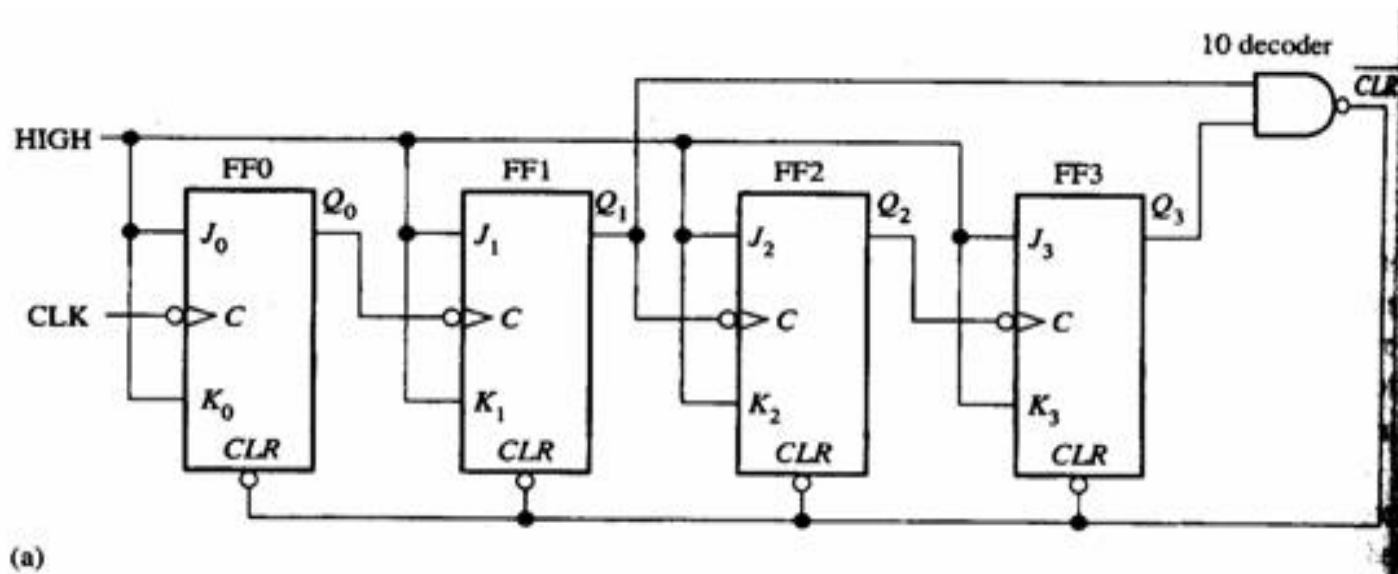 10 decoder
CLR
HIGH
FF0
FF1
FF2
FF3
Q₀
Q₁
Q₂
Q₃
J₀
J₁
J₂
J₃
CLK
C
C
C
C
K₀
K₁
K₂
K₃
CLR
CLR
CLR
CLR
(a)